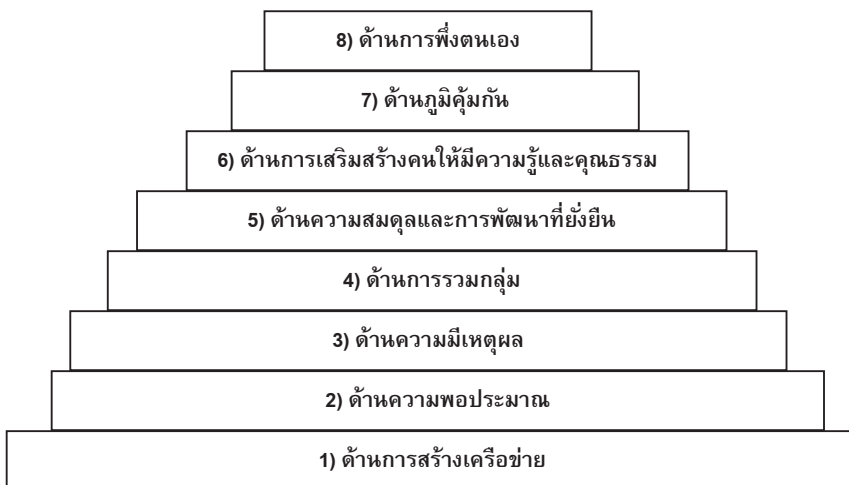 8) ด้านการพึ่งตนเอง
7) ด้านภูมิคุ้มกัน
6) ด้านการเสริมสร้างคนให้มีความรู้และคุณธรรม
5) ด้านความสมดุลและการพัฒนาที่ยั่งยืน
4) ด้านการรวมกลุ่ม
3) ด้านความมีเหตุผล
2) ด้านความพอประมาณ
1) ด้านการสร้างเครือข่าย